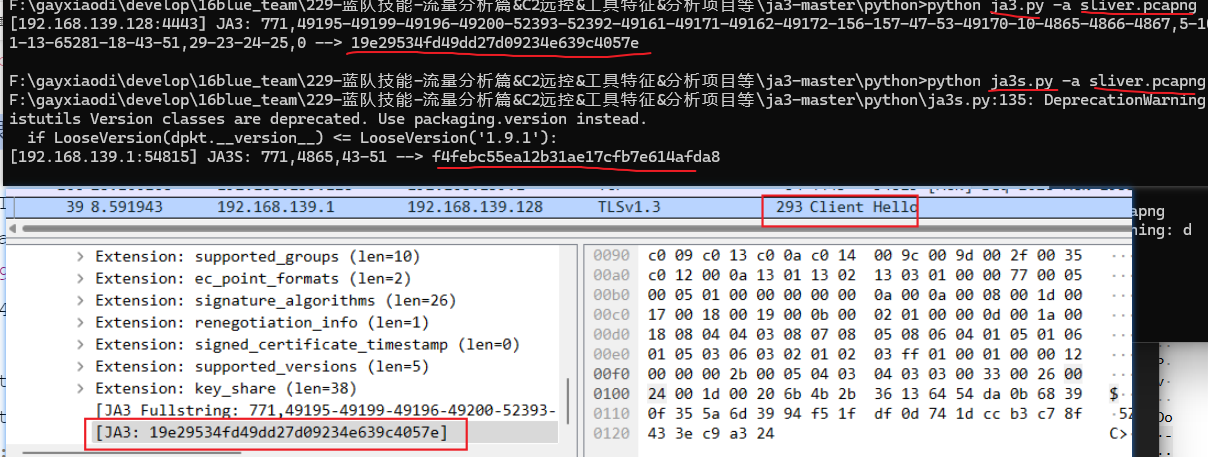 F:\gayxiaodi\develop\16blue_team\229-蓝队技能-流量分析篇&C2远控&工具特征&分析项目等\ja3-master\python>python ja3.py -a sliver.pcapng
[192.168.139.128:4443] JA3: 771,49195-49199-49196-49200-52393-52392-49161-49171-49162-49172-156-157-47-53-49170-10-4865-4866-4867,5-10
1-13-65281-18-43-51,29-23-24-25,0 --> 19e29534fd49dd27d09234e639c4057e
F:\gayxiaodi\develop\16blue_team\229-蓝队技能-流量分析篇&C2远控&工具特征&分析项目等\ja3-master\python>python ja3s.py -a sliver.pcapng
F:\gayxiaodi\develop\16blue_team\229-蓝队技能-流量分析篇&C2远控&工具特征&分析项目等\ja3-master\python\ja3s.py:135: DeprecationWarning
istutils Version classes are deprecated. Use packaging.version instead.
if LooseVersion(dpkt.__version__) <= LooseVersion('1.9.1'):
[192.168.139.1:54815] JA3S: 771,4865,43-51 --> f4febc55ea12b31ae17cfb7e614afda8
39 8.591943 192.168.139.1 192.168.139.128 TLSv1.3 293 Client Hello
apng
ning: d
Extension: supported_groups (len=10)
Extension: ec_point_formats (len=2)
Extension: signature_algorithms (len=26)
Extension: renegotiation_info (len=1)
Extension: signed_certificate_timestamp (len=0)
Extension: supported_versions (len=5)
Extension: key_share (len=38)
[JA3 Fullstring: 771,49195-49199-49196-49200-52393-
[JA3: 19e29534fd49dd27d09234e639c4057e]
0090 c0 09 c0 13 c0 0a c0 14 00 9c 00 9d 00 2f 00 35
00a0 c0 12 00 0a 13 01 13 02 13 03 01 00 00 77 00 05
00b0 00 05 01 00 00 00 00 00 0a 00 0a 00 08 00 1d 00
00c0 17 00 18 00 19 00 0b 00 02 01 00 00 0d 00 1a 00
00d0 18 08 04 04 03 08 07 08 05 08 06 04 01 05 01 06
00e0 01 05 03 06 03 02 01 02 03 ff 01 00 01 00 00 12
00f0 00 00 00 2b 00 05 04 03 04 03 03 00 33 00 26 00
0100 24 00 1d 00 20 6b 4b 2b 36 13 64 54 da 0b 68 39 $
0110 0f 35 5a 6d 39 94 f5 1f df 0d 74 1d cc b3 c7 8f ·5Z
0120 43 3e c9 a3 24 C>